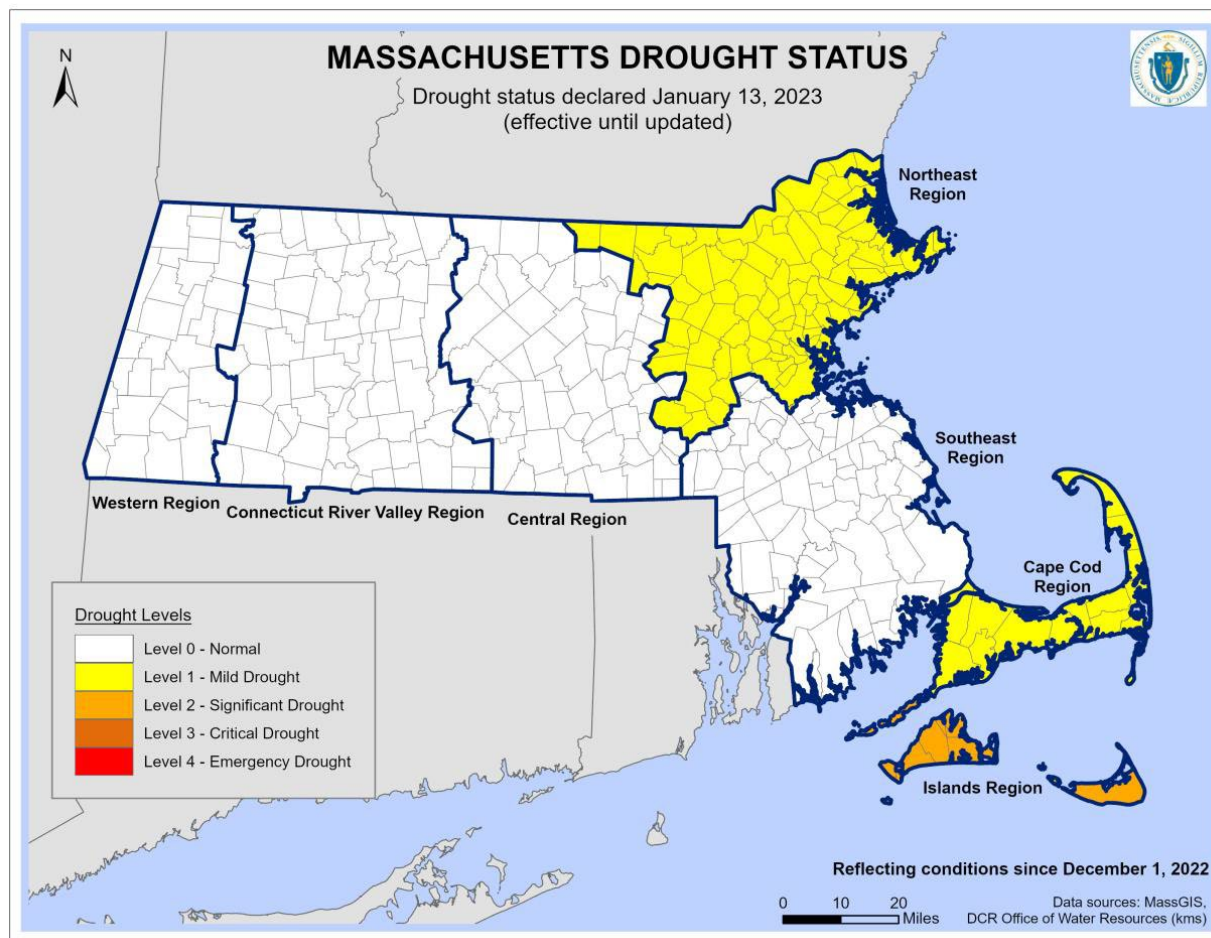 MASSACHUSETTS DROUGHT STATUS
Drought status declared January 13, 2023
(effective until updated)
N
Northeast
Region
Southeast
Region
Cape Cod
Region
Western Region
Connecticut River Valley Region
Central Region
Islands Region
Drought Levels
Level 0 - Normal
Level 1 - Mild Drought
Level 2 - Significant Drought
Level 3 - Critical Drought
Level 4 - Emergency Drought
Reflecting conditions since December 1, 2022
0 10 20
Miles
Data sources: MassGIS,
DCR Office of Water Resources (kms)